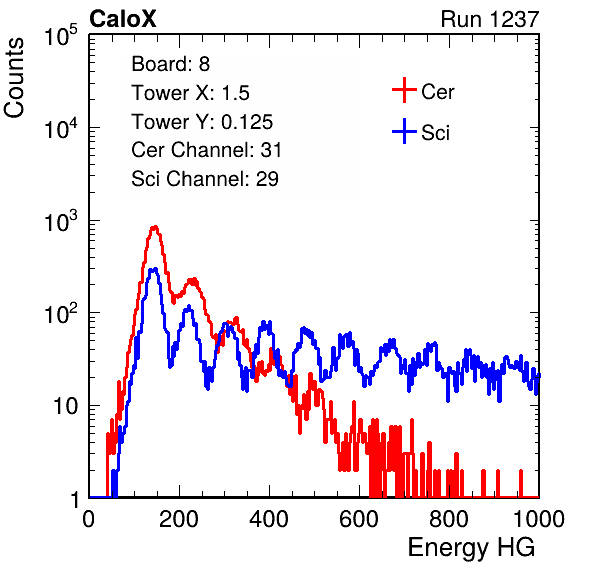 CaloX Run 1237
Counts
10^5
10^4
10^3
10^2
10
1
Board: 8
Tower X: 1.5
Tower Y: 0.125
Cer Channel: 31
Sci Channel: 29
Cer
Sci
0 200 400 600 800 1000
Energy HG